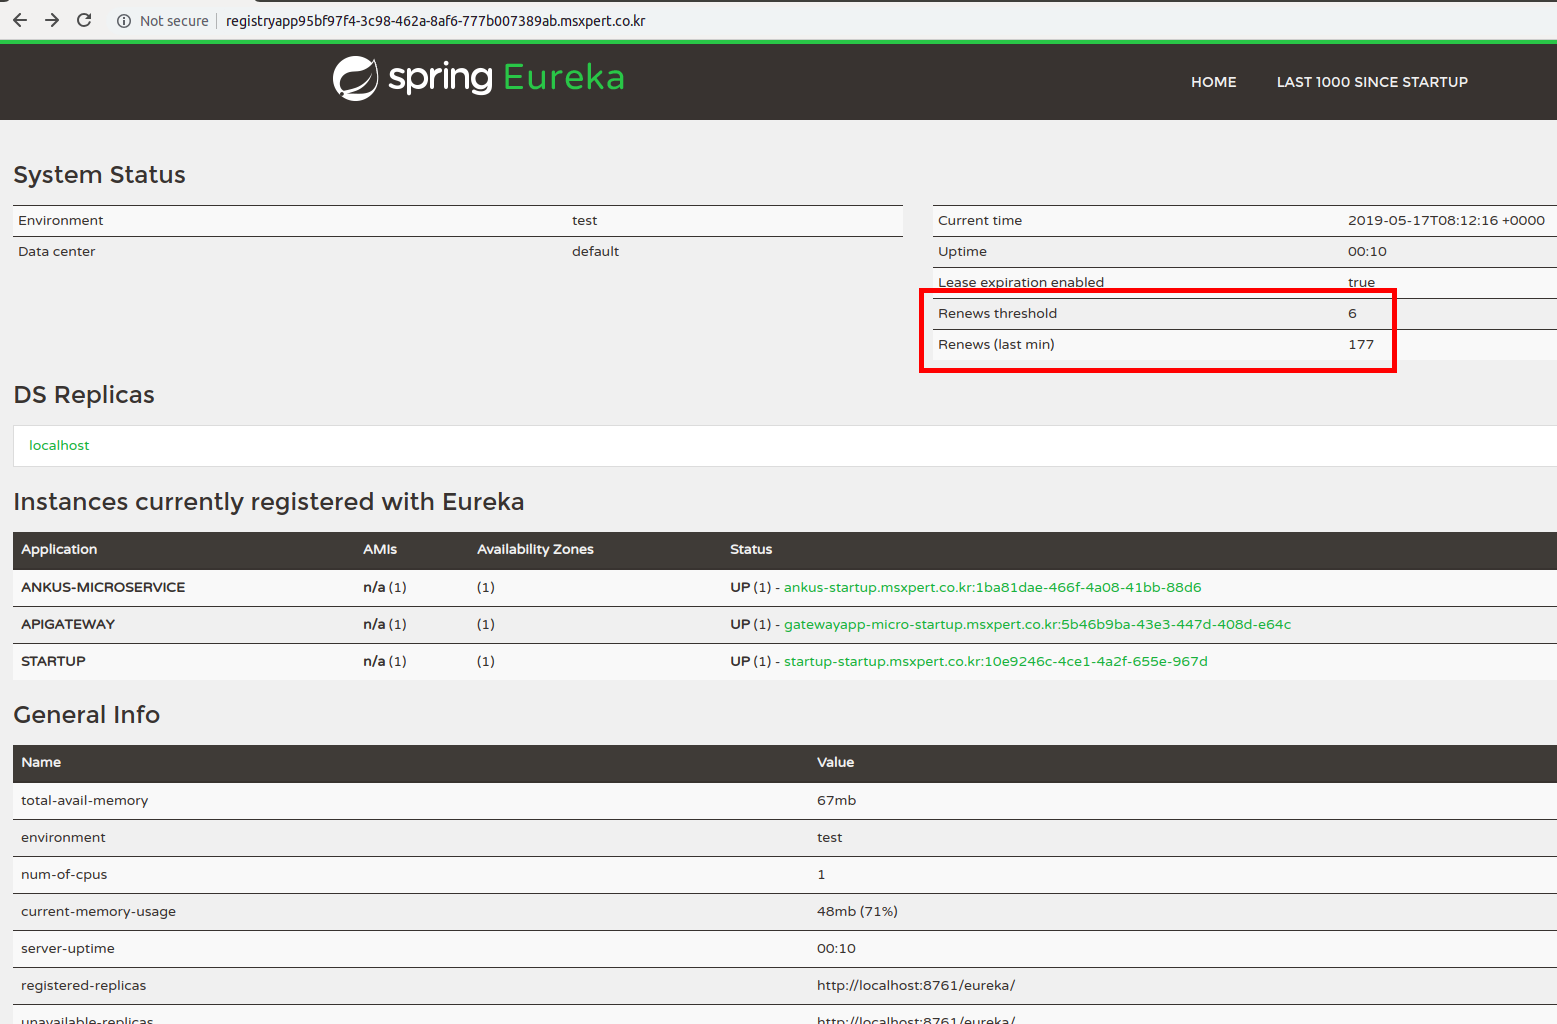 Not secure registryapp95bf97f4-3c98-462a-8af6-777b007389ab.msxpert.co.kr
spring Eureka
HOME LAST 1000 SINCE STARTUP
System Status
Environment test
Data center default
Current time 2019-05-17T08:12:16 +0000
Uptime 00:10
Lease expiration enabled true
Renews threshold 6
Renews (last min) 177
DS Replicas
localhost
Instances currently registered with Eureka
Application AMIs Availability Zones Status
ANKUS-MICROSERVICE n/a (1) (1) UP (1) - ankus-startup.msxpert.co.kr:1ba81dae-466f-4a08-41bb-88d6
APIGATEWAY n/a (1) (1) UP (1) - gatewayapp-micro-startup.msxpert.co.kr:5b46b9ba-43e3-447d-408d-e64c
STARTUP n/a (1) (1) UP (1) - startup-startup.msxpert.co.kr:10e9246c-4ce1-4a2f-655e-967d
General Info
Name Value
total-avail-memory 67mb
environment test
num-of-cpus 1
current-memory-usage 48mb (71%)
server-uptime 00:10
registered-replicas http://localhost:8761/eureka/
unavailable-replicas http://localhost:8761/eureka/